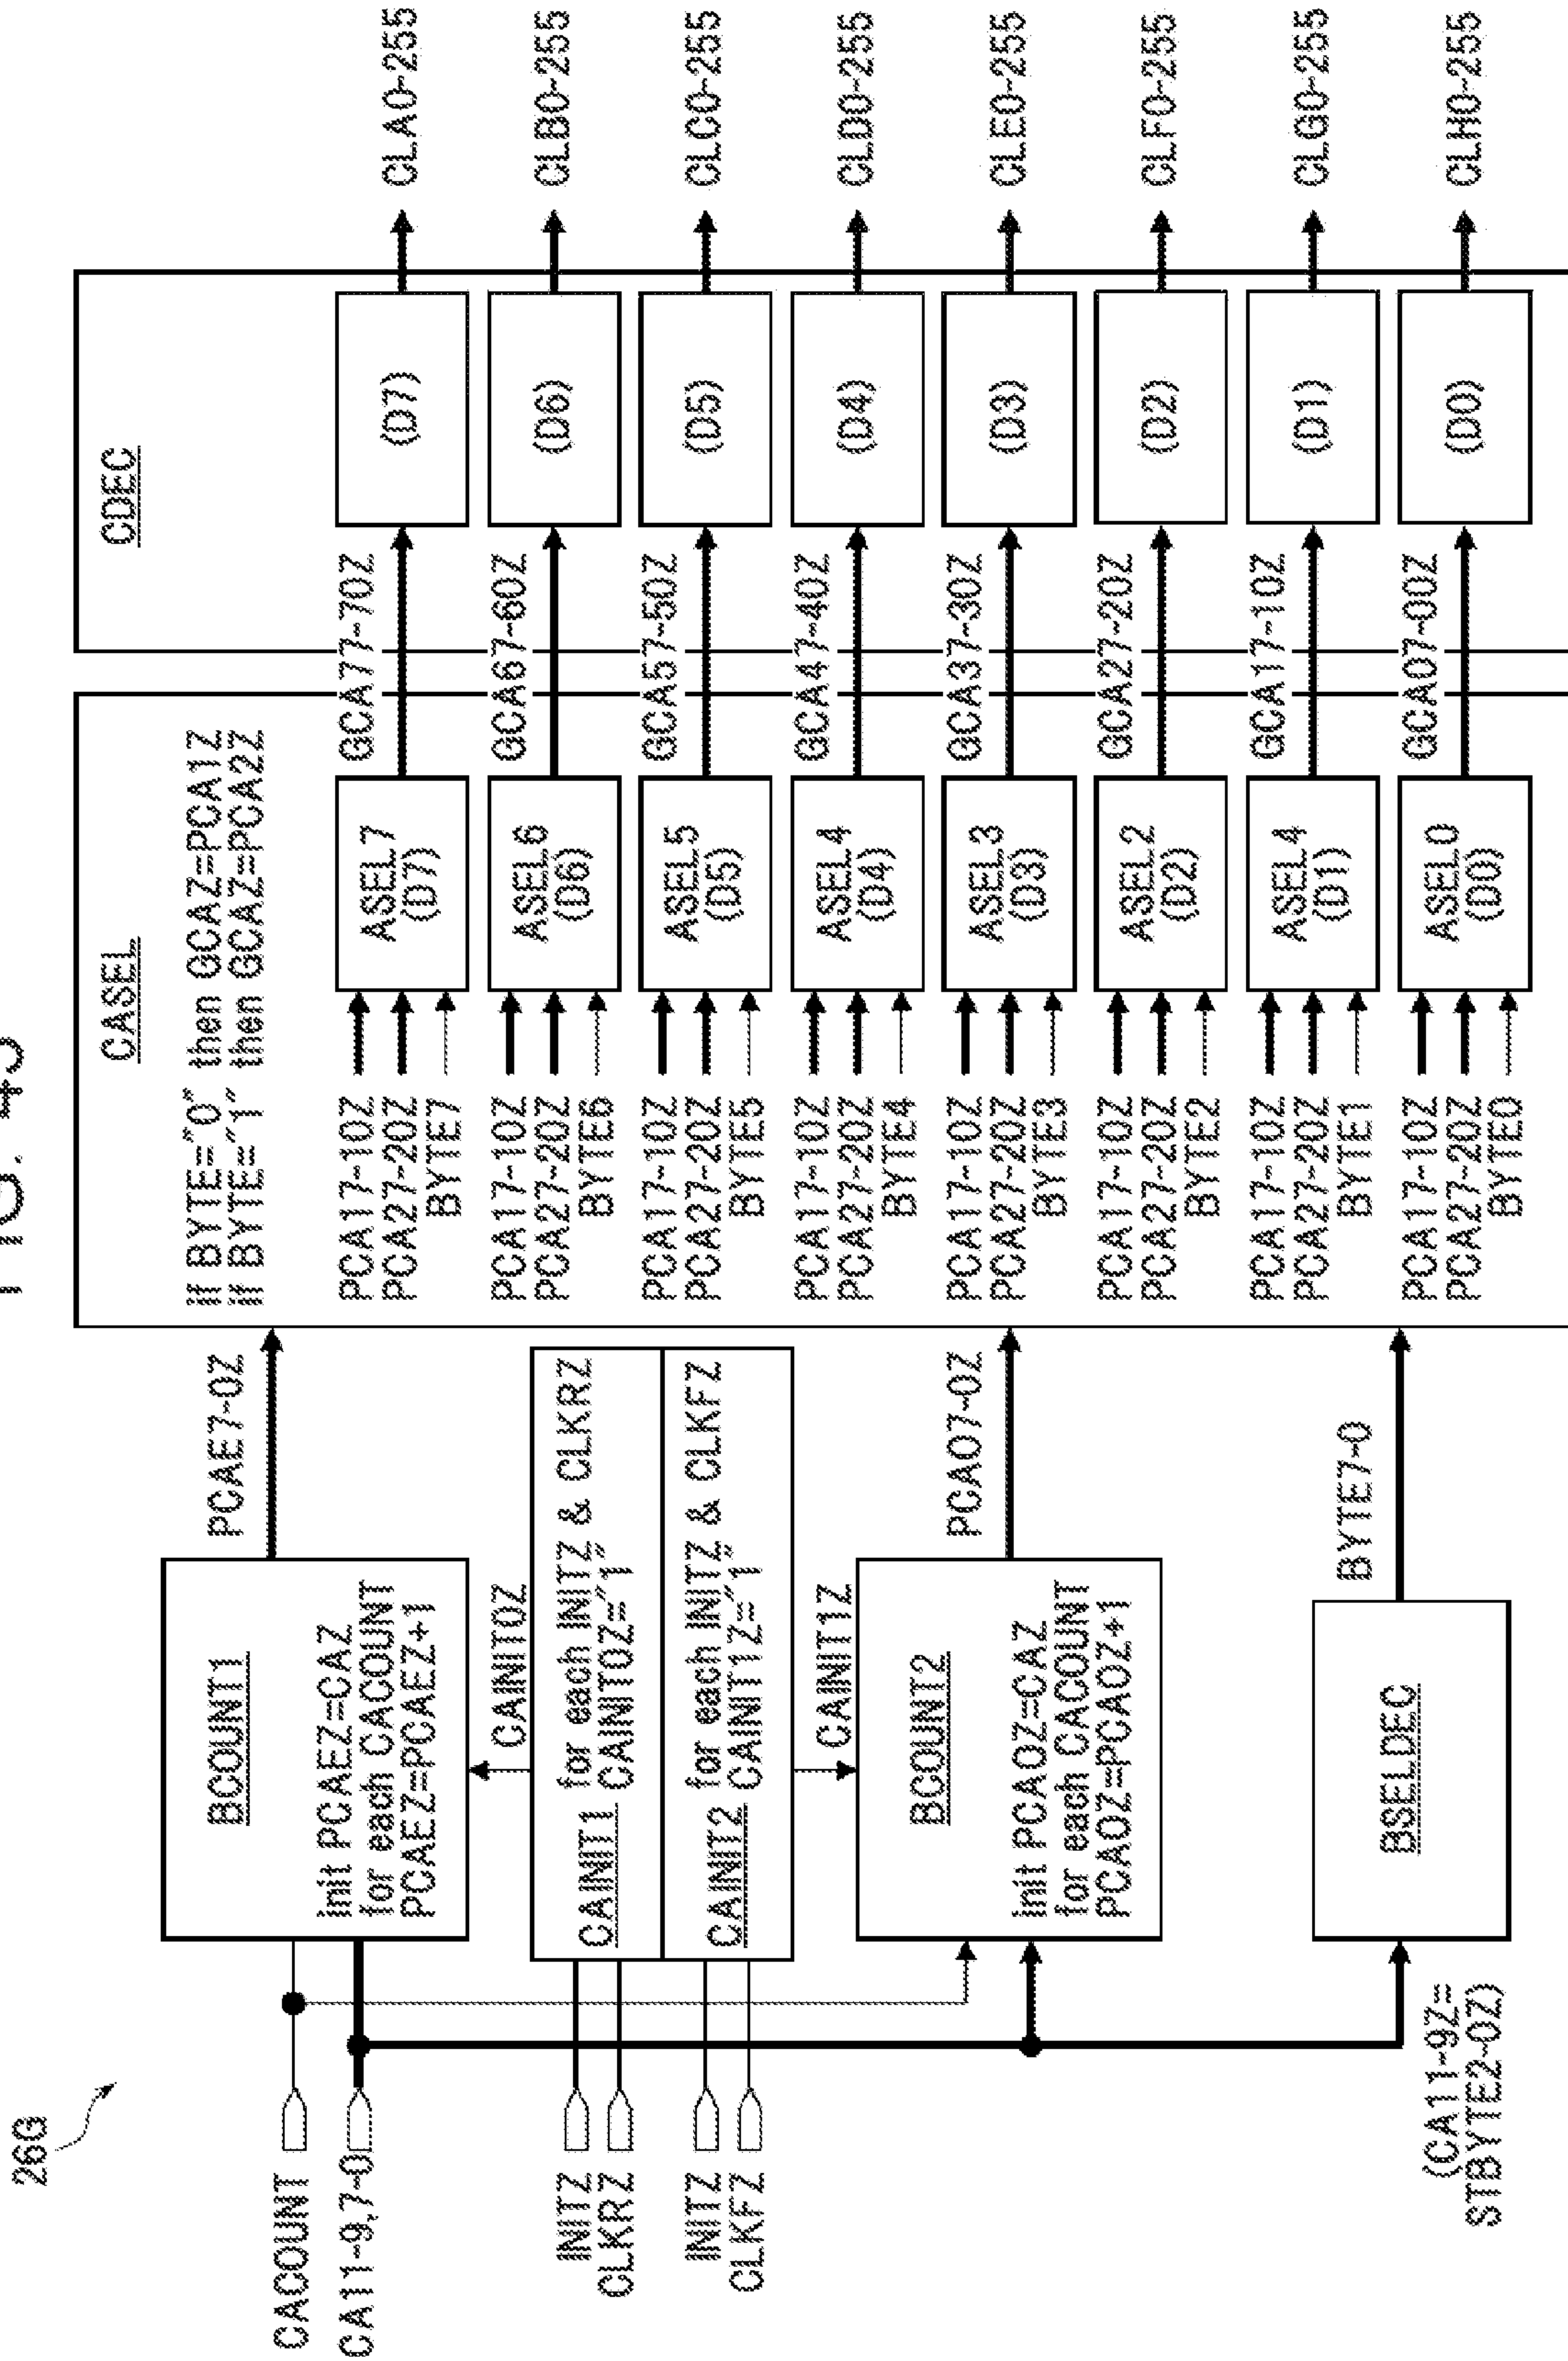 FIG. 45
26G
CACOUNT
CA11-9,7-0
INITZ
CLKRZ
INITZ
CLKFZ
(CA11-9Z=
STBYTE2-0Z)
BCOUNT1
init PCAEZ=CAZ
for each CACOUNT
PCAEZ=PCAEZ+1
CAINIT0Z
CAINIT1 for each INITZ & CLKRZ
CAINIT0Z="1"
CAINIT2 for each INITZ & CLKFZ
CAINIT1Z="1"
CAINIT1Z
BCOUNT2
init PCAOZ=CAZ
for each CACOUNT
PCAOZ=PCAOZ+1
BSELDEC
PCAE7-0Z
PCAO7-0Z
BYTE7-0
CASEL
if BYTE="0" then GCAZ=PCA1Z
if BYTE="1" then GCAZ=PCA2Z
PCA17-10Z
PCA27-20Z
BYTE7
ASEL7
(D7)
GCA77-70Z
PCA17-10Z
PCA27-20Z
BYTE6
ASEL6
(D6)
GCA67-60Z
PCA17-10Z
PCA27-20Z
BYTE5
ASEL5
(D5)
GCA57-50Z
PCA17-10Z
PCA27-20Z
BYTE4
ASEL4
(D4)
GCA47-40Z
PCA17-10Z
PCA27-20Z
BYTE3
ASEL3
(D3)
GCA37-30Z
PCA17-10Z
PCA27-20Z
BYTE2
ASEL2
(D2)
GCA27-20Z
PCA17-10Z
PCA27-20Z
BYTE1
ASEL4
(D1)
GCA17-10Z
PCA17-10Z
PCA27-20Z
BYTE0
ASEL0
(D0)
GCA07-00Z
CDEC
(D7)
CLA0-255
(D6)
CLB0-255
(D5)
CLC0-255
(D4)
CLD0-255
(D3)
CLE0-255
(D2)
CLF0-255
(D1)
CLG0-255
(D0)
CLH0-255